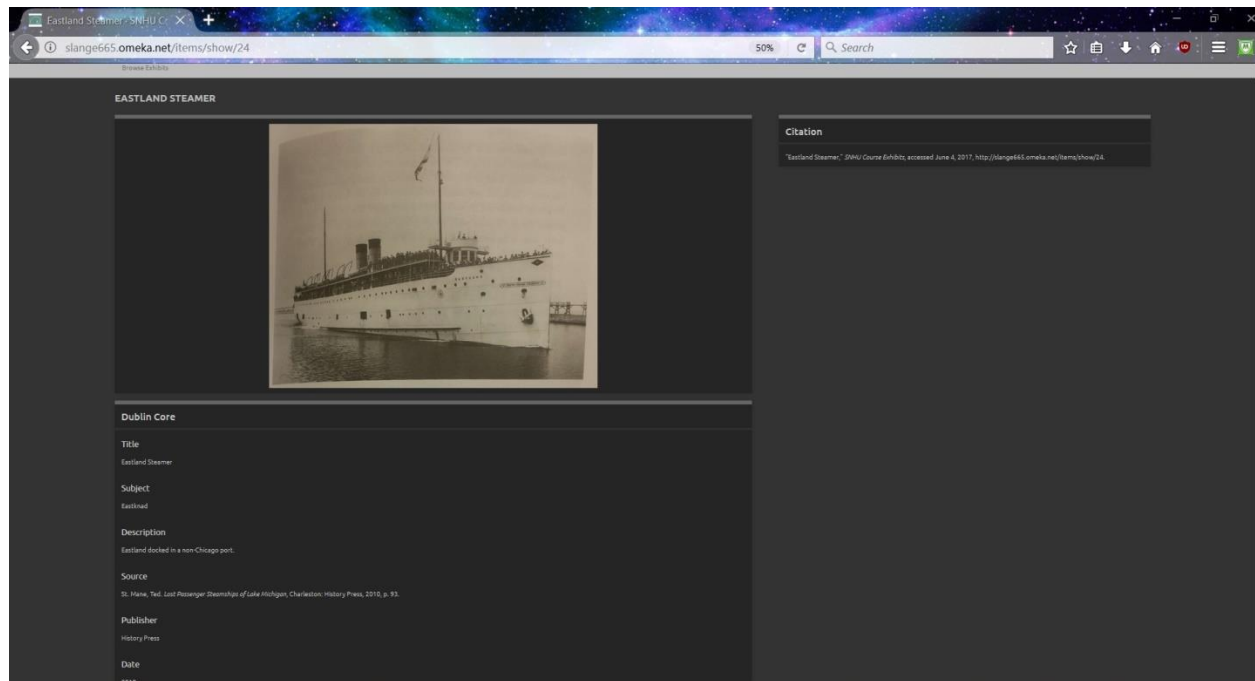 Eastland Steamer · SNHU Co
slange665.omeka.net/items/show/24
50%
Search
Browse Exhibits
EASTLAND STEAMER
Citation
"Eastland Steamer," SNHU Course Exhibits, accessed June 4, 2017, http://slange665.omeka.net/items/show/24.
Dublin Core
Title
Eastland Steamer
Subject
Eastlnad
Description
Eastland docked in a non-Chicago port.
Source
St. Mane, Ted. Lost Passenger Steamships of Lake Michigan, Charleston: History Press, 2010, p. 93.
Publisher
History Press
Date